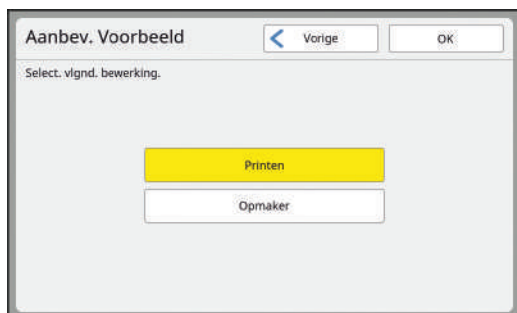 Aanbev. Voorbeeld
Vorige
OK
Select. vlgnd. bewerking.
Printen
Opmaker